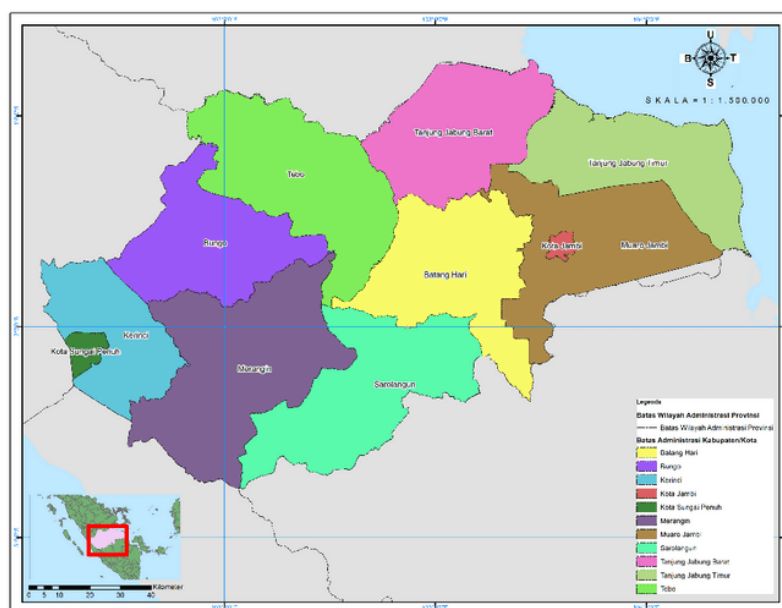 U
B T
S
SKALA = 1 : 1.500.000
Tanjung Jabung Barat
Tanjung Jabung Timur
Tebo
Bungo
Kota Jambi
Muaro Jambi
Batang Hari
Kerinci
Kota Sungai Penuh
Merangin
Sarolangun
Legenda
Batas Wilayah Administrasi Provinsi
Batas Wilayah Administrasi Provinsi
Batas Administrasi Kabupaten/Kota
Batang Hari
Bungo
Kerinci
Kota Jambi
Kota Sungai Penuh
Merangin
Muaro Jambi
Sarolangun
Tanjung Jabung Barat
Tanjung Jabung Timur
Tebo
0 5 10 20 30 40
Kilometer